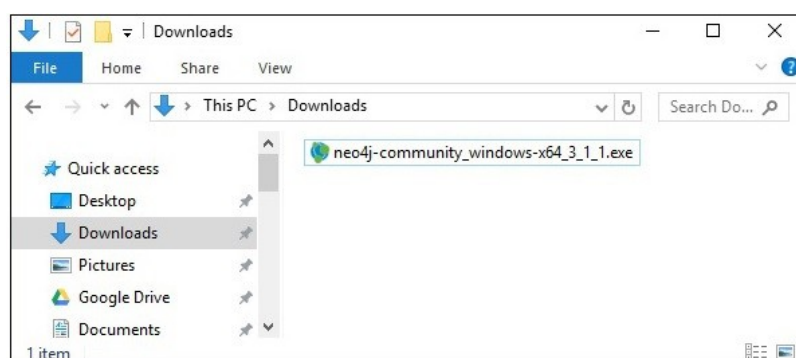 Downloads
File Home Share View
This PC > Downloads
Search Do...
neo4j-community_windows-x64_3_1_1.exe
Quick access
Desktop
Downloads
Pictures
Google Drive
Documents
1 item